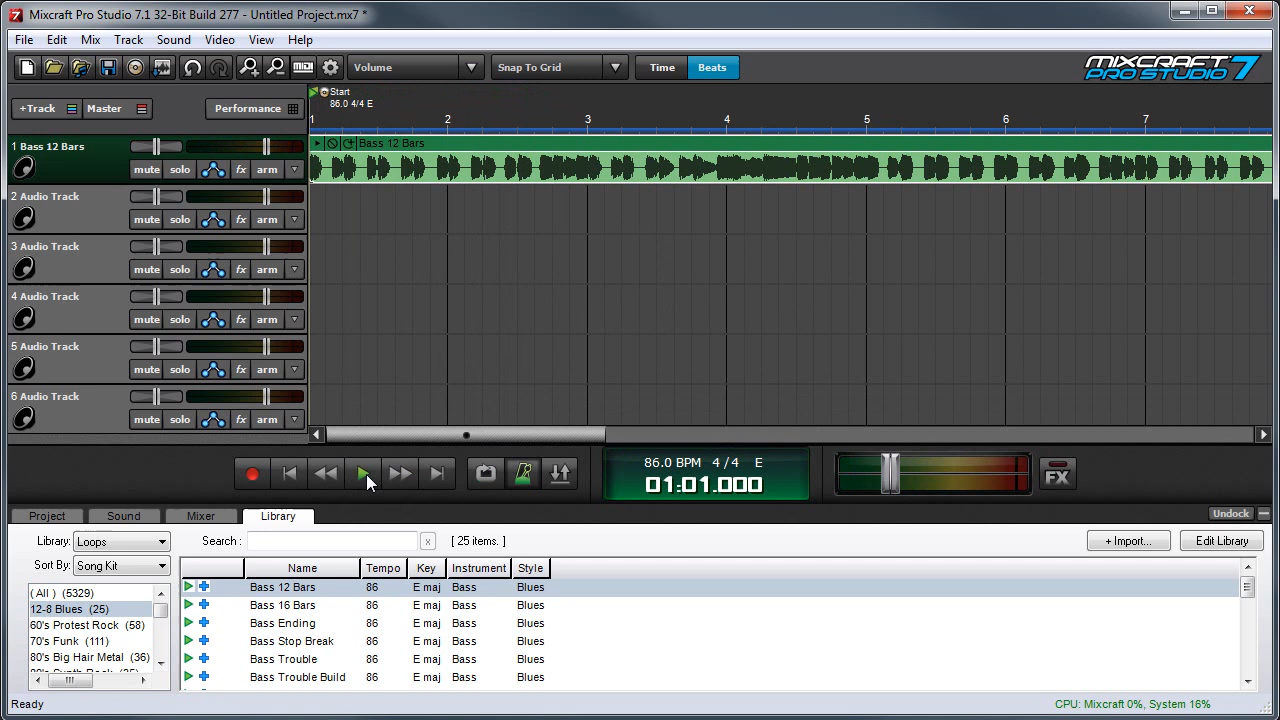 Mixcraft Pro Studio 7.1 32-Bit Build 277 - Untitled Project.mx7 *
File Edit Mix Track Sound Video View Help
Volume Snap To Grid Time Beats MIXCRAFT PRO STUDIO 7
+Track Master Performance
Start
86.0 4/4 E
1 2 3 4 5 6 7
1 Bass 12 Bars
Bass 12 Bars
mute solo fx arm
2 Audio Track
mute solo fx arm
3 Audio Track
mute solo fx arm
4 Audio Track
mute solo fx arm
5 Audio Track
mute solo fx arm
6 Audio Track
mute solo fx arm
86.0 BPM 4 / 4 E
01:01.000
FX
Project Sound Mixer Library Undock
Library: Loops Search : x [ 25 items. ] + Import... Edit Library
Sort By: Song Kit
Name Tempo Key Instrument Style
( All ) (5329)
12-8 Blues (25)
60's Protest Rock (58)
70's Funk (111)
80's Big Hair Metal (36)
Bass 12 Bars 86 E maj Bass Blues
Bass 16 Bars 86 E maj Bass Blues
Bass Ending 86 E maj Bass Blues
Bass Stop Break 86 E maj Bass Blues
Bass Trouble 86 E maj Bass Blues
Bass Trouble Build 86 E maj Bass Blues
Ready CPU: Mixcraft 0%, System 16%